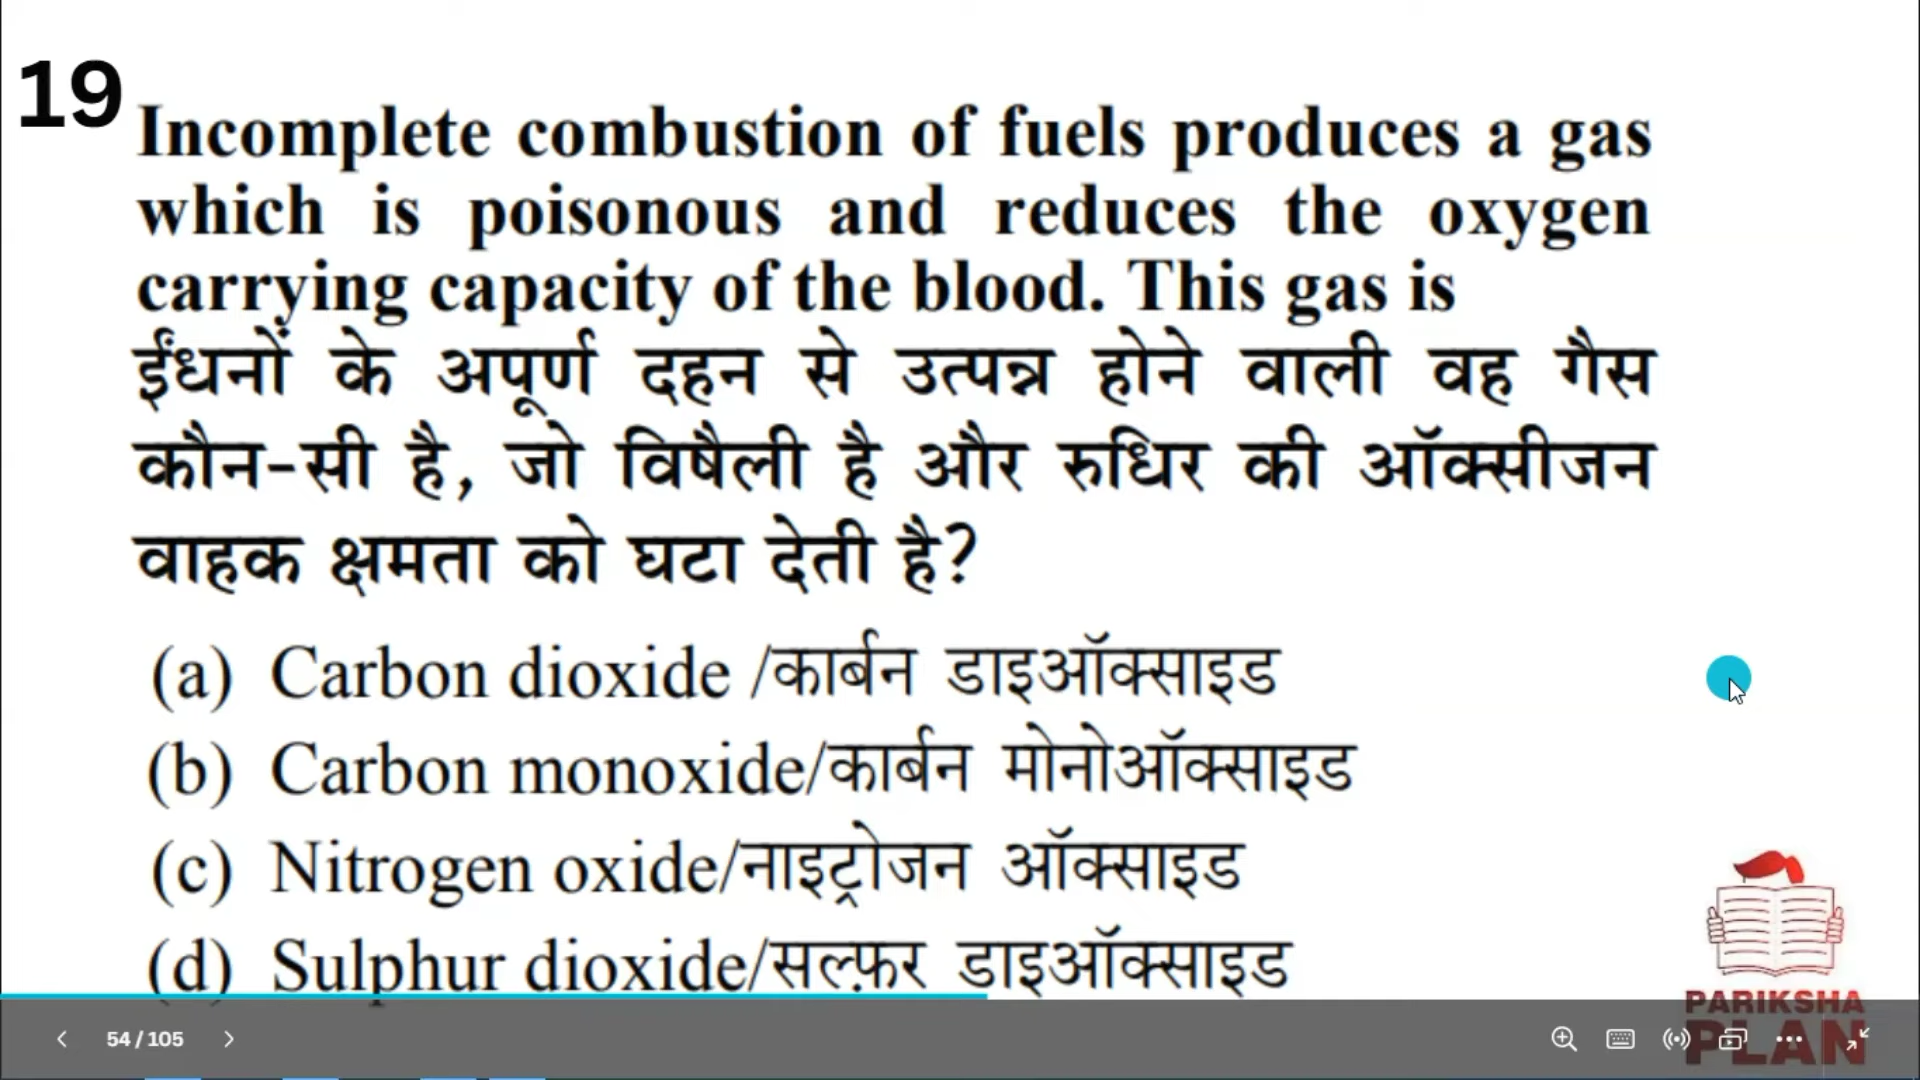 19
Incomplete combustion of fuels produces a gas
which is poisonous and reduces the oxygen
carrying capacity of the blood. This gas is
ईंधनों के अपूर्ण दहन से उत्पन्न होने वाली वह गैस
कौन-सी है, जो विषैली है और रुधिर की ऑक्सीजन
वाहक क्षमता को घटा देती है?
(a) Carbon dioxide /कार्बन डाइऑक्साइड
(b) Carbon monoxide/कार्बन मोनोऑक्साइड
(c) Nitrogen oxide/नाइट्रोजन ऑक्साइड
(d) Sulphur dioxide/सल्फ़र डाइऑक्साइड
PARIKSHA
PLAN
54 / 105